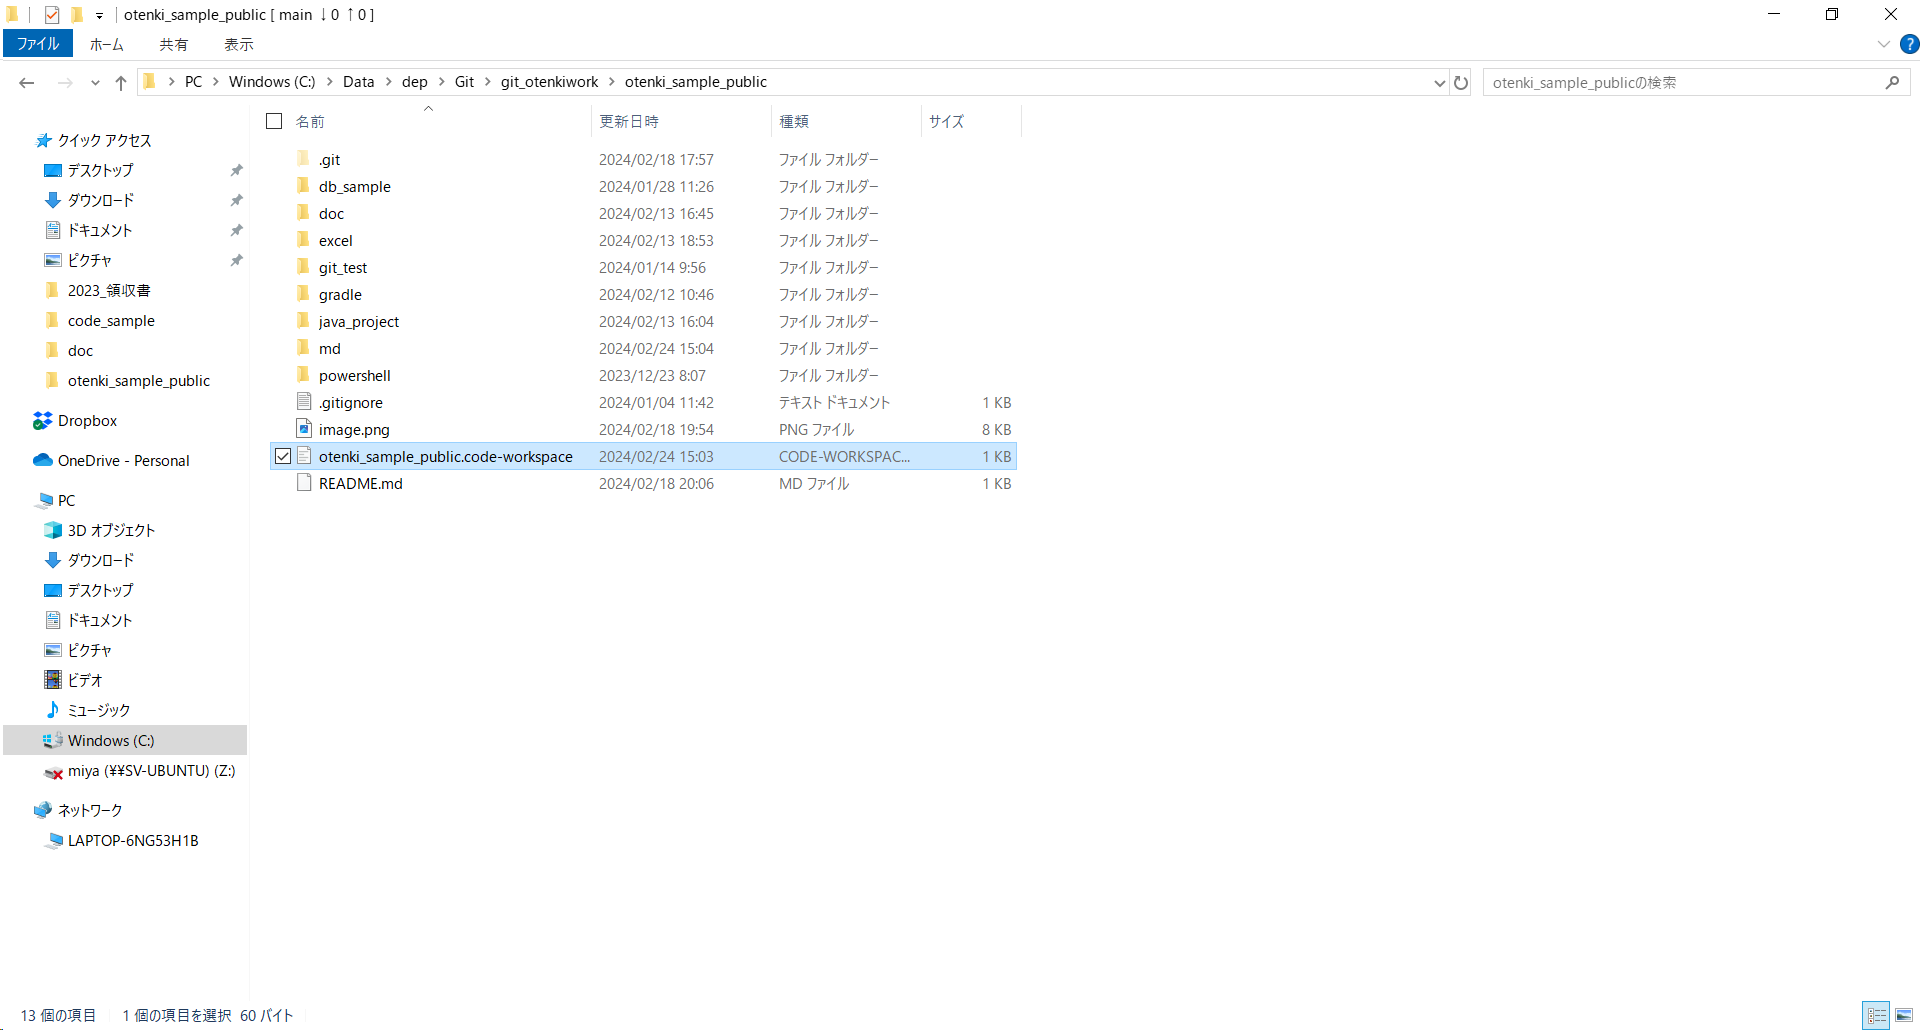 otenki_sample_public [ main ↓0 ↑0 ]
ファイル ホーム 共有 表示
PC > Windows (C:) > Data > dep > Git > git_otenkiwork > otenki_sample_public
otenki_sample_publicの検索
名前 更新日時 種類 サイズ
クイック アクセス
デスクトップ
ダウンロード
ドキュメント
ピクチャ
2023_領収書
code_sample
doc
otenki_sample_public
Dropbox
OneDrive - Personal
PC
3D オブジェクト
ダウンロード
デスクトップ
ドキュメント
ピクチャ
ビデオ
ミュージック
Windows (C:)
miya (¥¥SV-UBUNTU) (Z:)
ネットワーク
LAPTOP-6NG53H1B
.git 2024/02/18 17:57 ファイル フォルダー
db_sample 2024/01/28 11:26 ファイル フォルダー
doc 2024/02/13 16:45 ファイル フォルダー
excel 2024/02/13 18:53 ファイル フォルダー
git_test 2024/01/14 9:56 ファイル フォルダー
gradle 2024/02/12 10:46 ファイル フォルダー
java_project 2024/02/13 16:04 ファイル フォルダー
md 2024/02/24 15:04 ファイル フォルダー
powershell 2023/12/23 8:07 ファイル フォルダー
.gitignore 2024/01/04 11:42 テキスト ドキュメント 1 KB
image.png 2024/02/18 19:54 PNG ファイル 8 KB
otenki_sample_public.code-workspace 2024/02/24 15:03 CODE-WORKSPAC... 1 KB
README.md 2024/02/18 20:06 MD ファイル 1 KB
13 個の項目 1 個の項目を選択 60 バイト